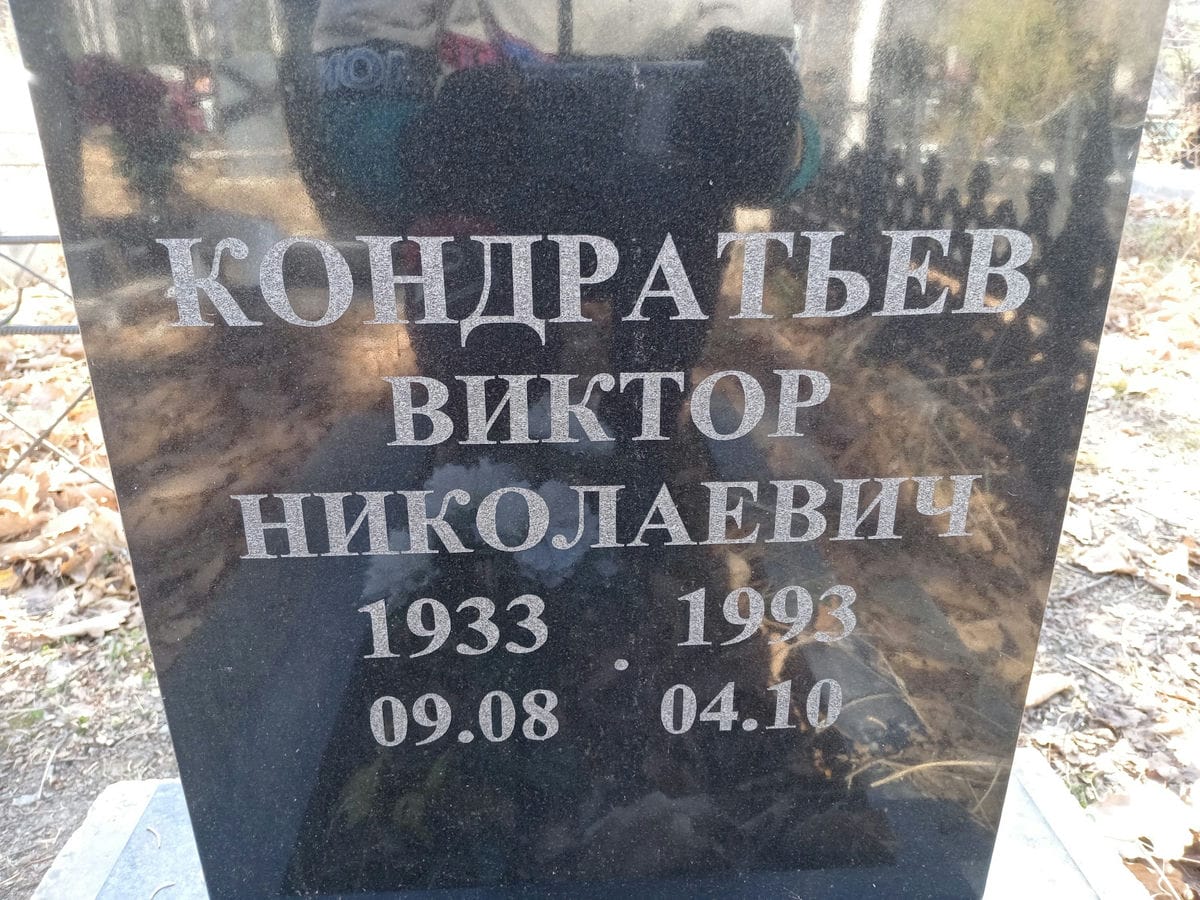 КОНДРАТЬЕВ
ВИКТОР
НИКОЛАЕВИЧ
1933 1993
09.08 04.10